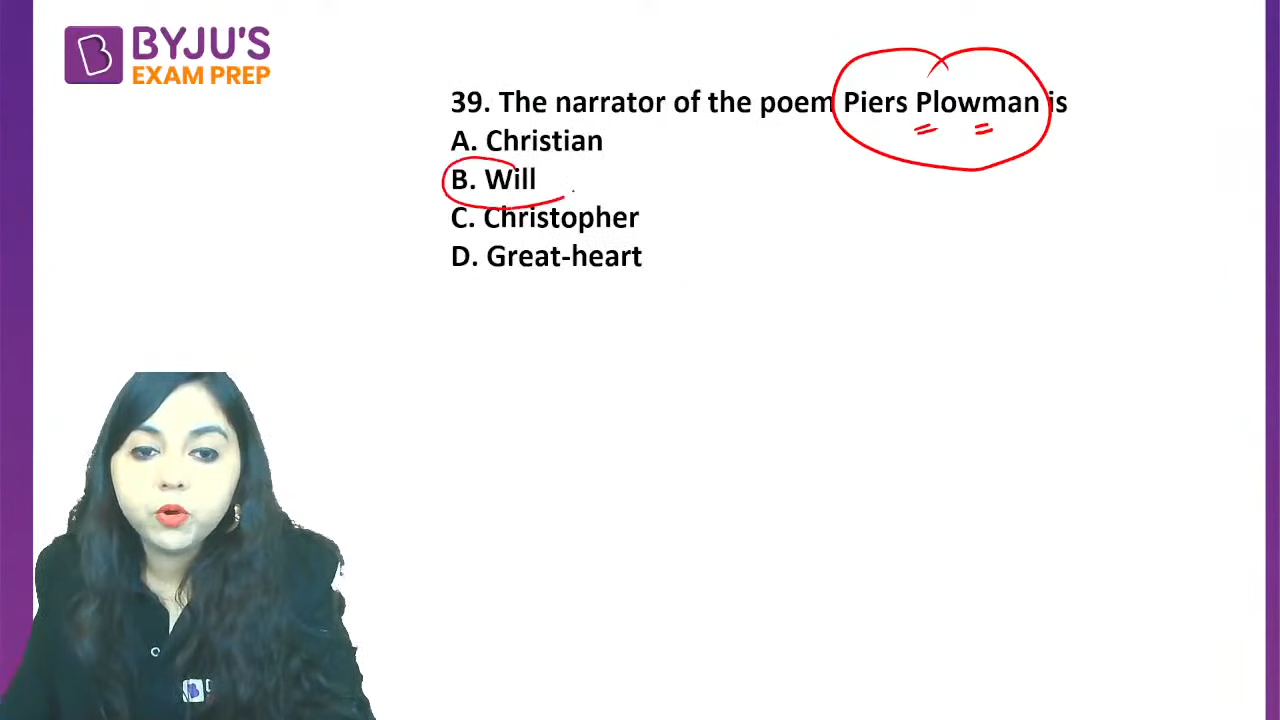 BYJU'S
EXAM PREP
39. The narrator of the poem Piers Plowman is
A. Christian
B. Will
C. Christopher
D. Great-heart